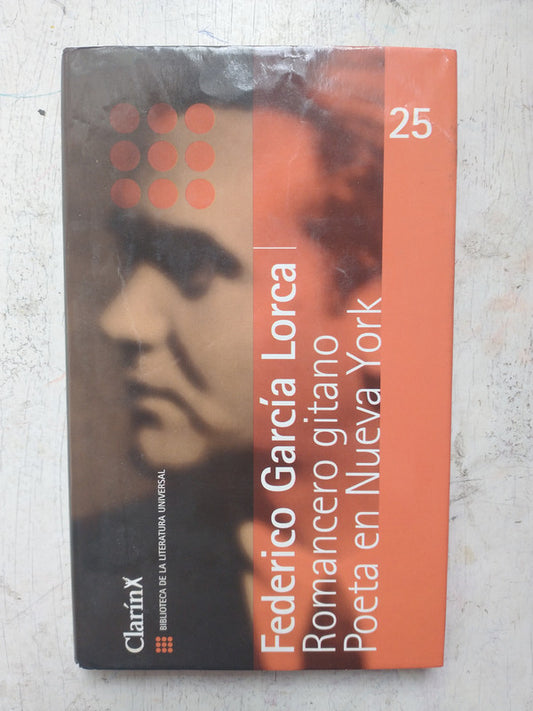 25
Federico García Lorca
Romancero gitano
Poeta en Nueva York
Clarín
BIBLIOTECA DE LA LITERATURA UNIVERSAL